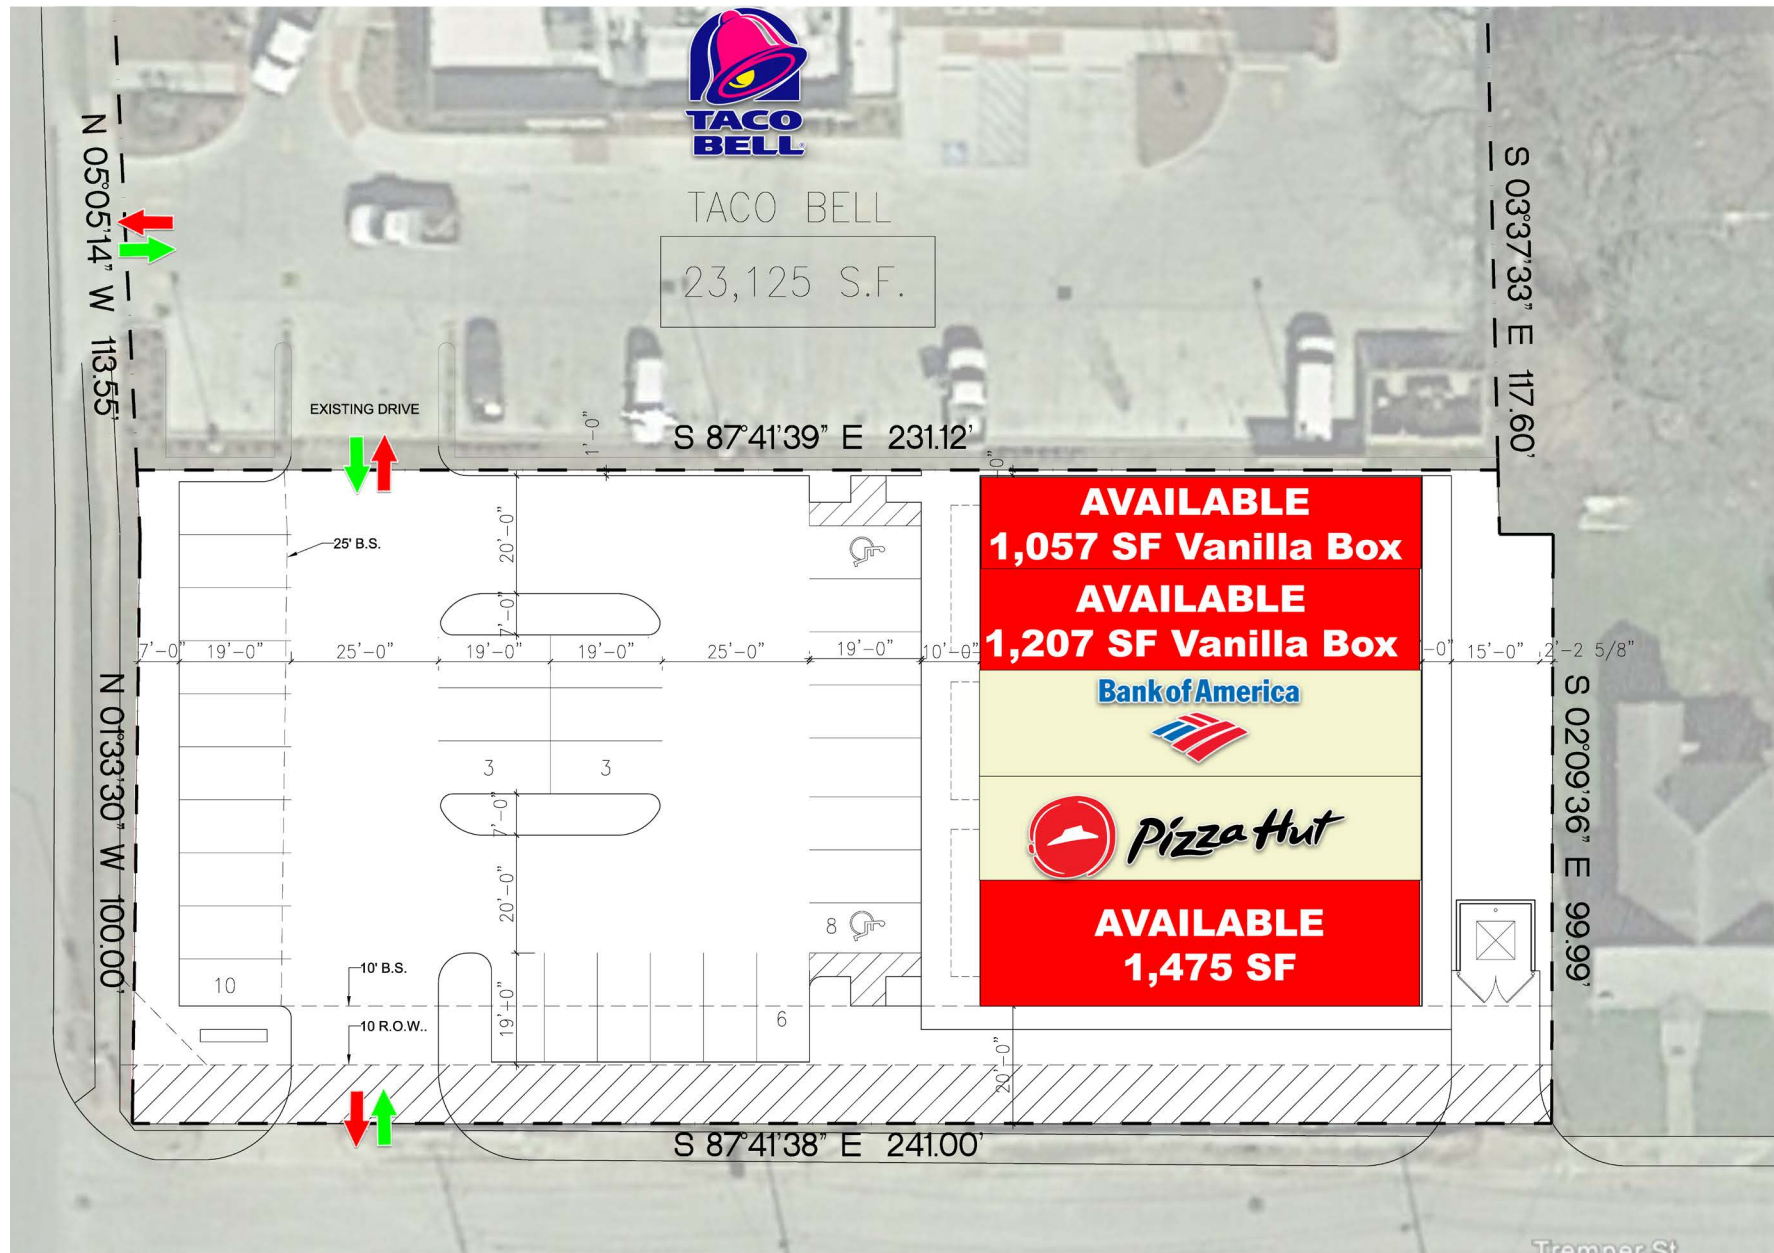 TACO
BELL
TACO BELL
23,125 S.F.
N 05°05'14" W 113.55'
S 03°37'33" E 117.60'
EXISTING DRIVE
1'-0"
S 87°41'39" E 231.12'
AVAILABLE
1,057 SF Vanilla Box
25' B.S.
20'-0"
AVAILABLE
1,207 SF Vanilla Box
7'-0"
7'-0" 19'-0" 25'-0" 19'-0" 19'-0" 25'-0" 19'-0" 10'-0" 15'-0" 2'-2 5/8"
Bank of America
N 01°33'30" W 100.00'
S 02°09'36" E 99.99'
3 3
7'-0"
Pizza Hut
20'-0"
8
AVAILABLE
1,475 SF
10' B.S.
10
19'-0"
6
10 R.O.W..
20'-0"
S 87°41'38" E 241.00'
Tremper St